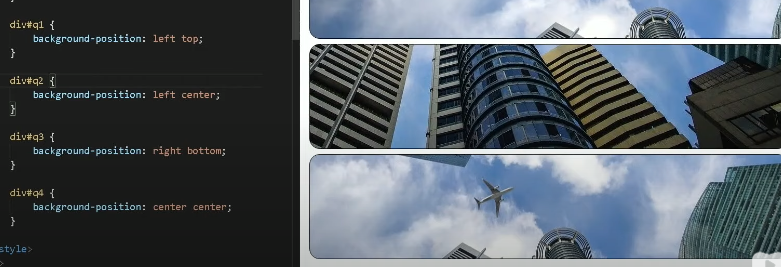 div#q1 {
background-position: left top;
}
div#q2 {
background-position: left center;
}
div#q3 {
background-position: right bottom;
}
div#q4 {
background-position: center center;
}
style>
>